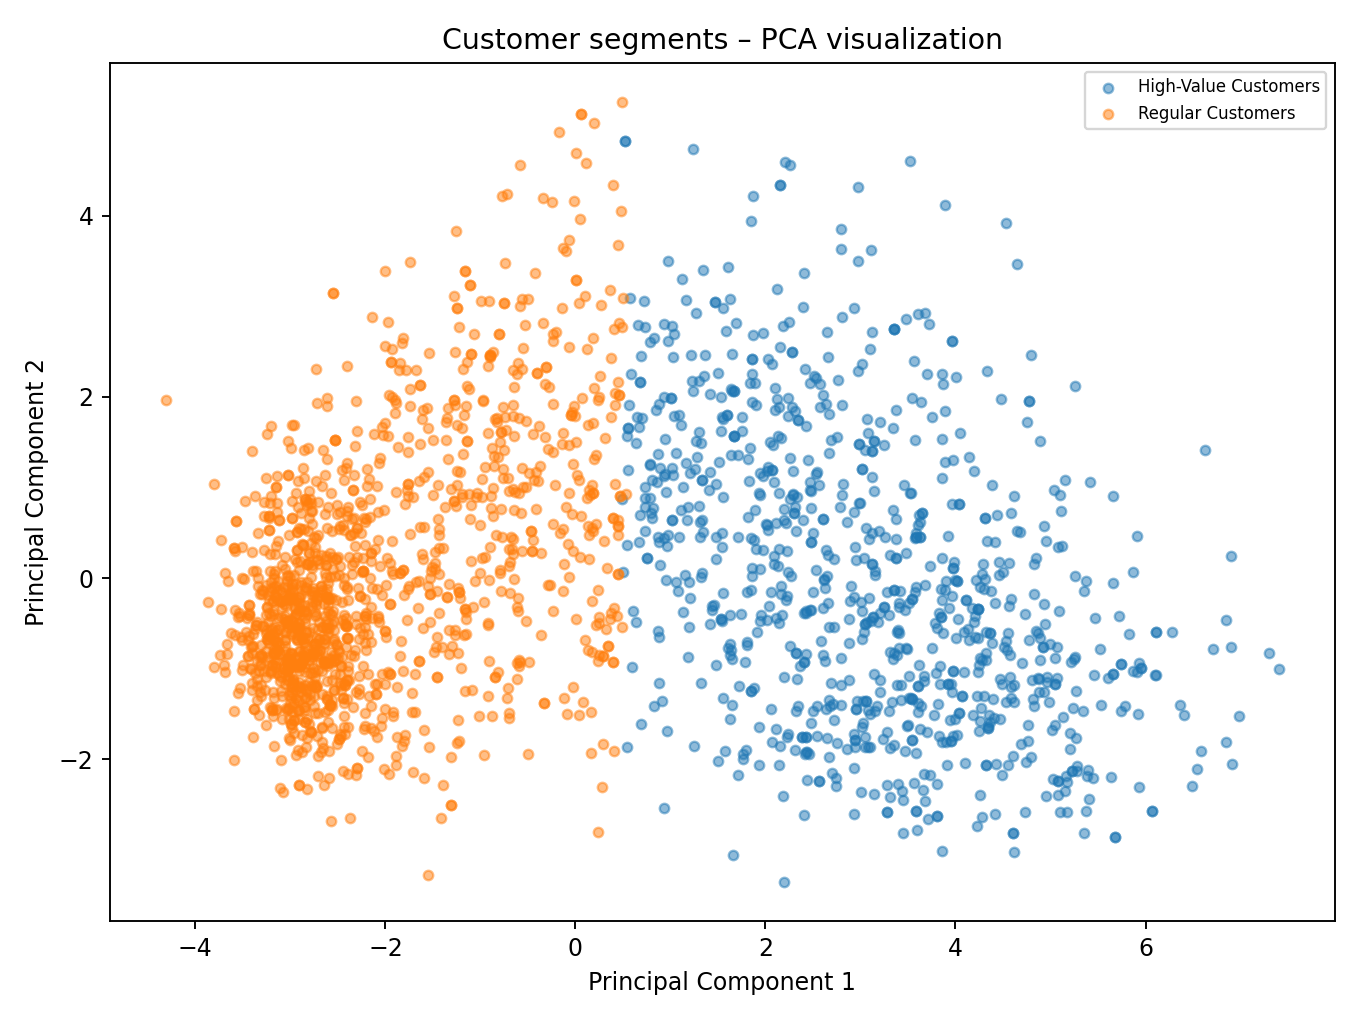 Customer segments – PCA visualization
High-Value Customers
Regular Customers
4
2
0
−2
Principal Component 2
−4
−2
0
2
4
6
Principal Component 1